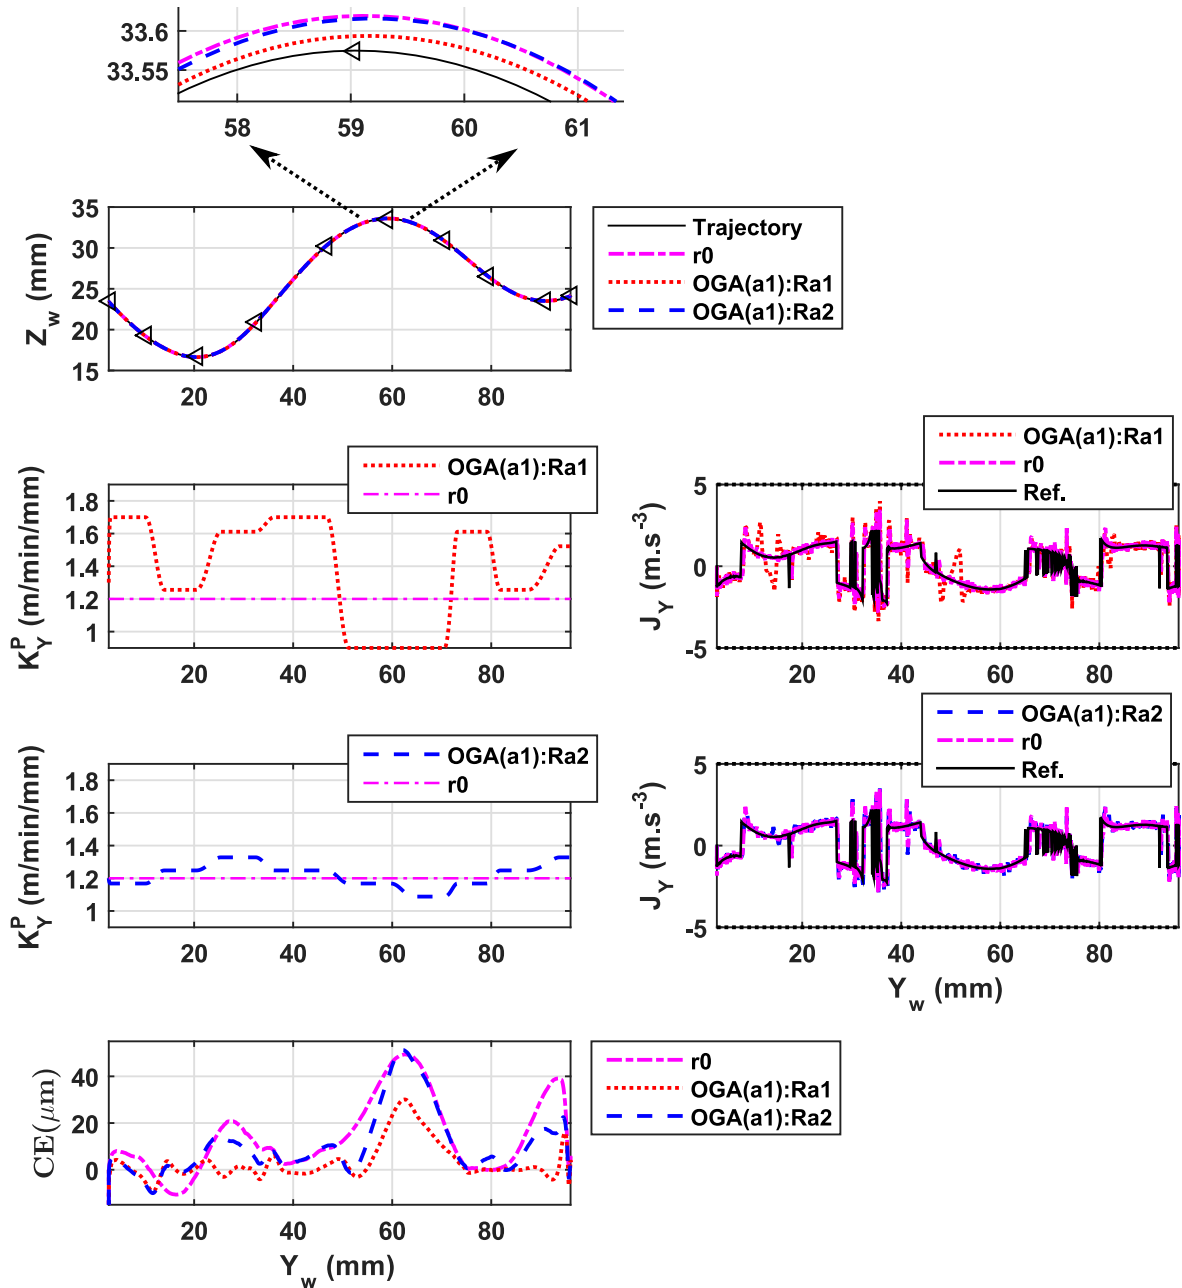 33.6
33.55
58 59 60 61
35
30
25
20
15
Z_w (mm)
20 40 60 80
Trajectory
r0
OGA(a1):Ra1
OGA(a1):Ra2
OGA(a1):Ra1
r0
1.8
1.6
1.4
1.2
1
K_Y^P (m/min/mm)
20 40 60 80
OGA(a1):Ra1
r0
Ref.
5
0
-5
J_Y (m.s^-3)
20 40 60 80
OGA(a1):Ra2
r0
1.8
1.6
1.4
1.2
1
K_Y^P (m/min/mm)
20 40 60 80
OGA(a1):Ra2
r0
Ref.
5
0
-5
J_Y (m.s^-3)
20 40 60 80
Y_w (mm)
40
20
0
CE(μm)
20 40 60 80
Y_w (mm)
r0
OGA(a1):Ra1
OGA(a1):Ra2